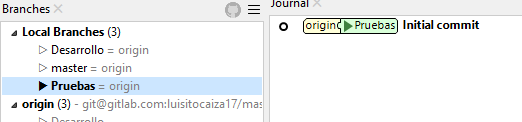 Branches
Local Branches (3)
Desarrollo = origin
master = origin
Pruebas = origin
origin (3) - git@gitlab.com:luisitocaiza17/mas
Desarrollo
Journal
origin Pruebas Initial commit